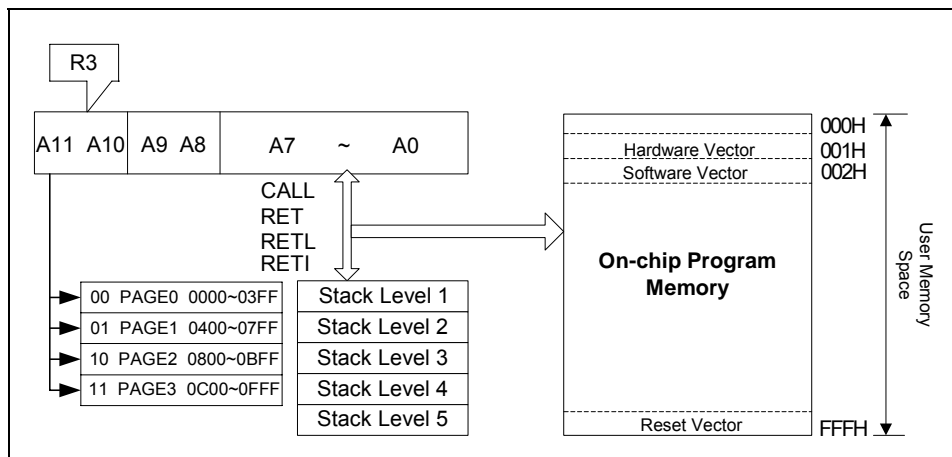 R3
A11 A10 A9 A8 A7 ~ A0
CALL
RET
RETL
RETI
00 PAGE0 0000~03FF
01 PAGE1 0400~07FF
10 PAGE2 0800~0BFF
11 PAGE3 0C00~0FFF
Stack Level 1
Stack Level 2
Stack Level 3
Stack Level 4
Stack Level 5
000H
Hardware Vector 001H
Software Vector 002H
On-chip Program
Memory
Reset Vector FFFH
User Memory
Space